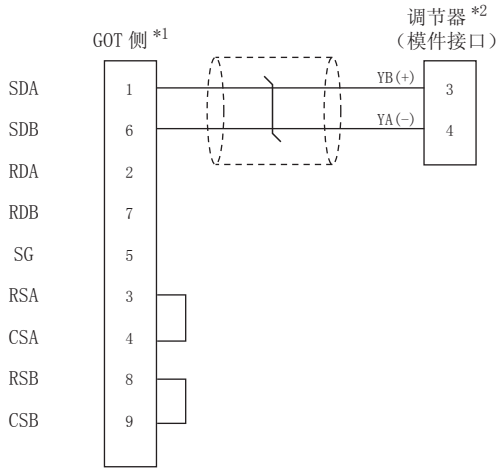 调节器 *2
GOT 侧 *1
（模件接口）
SDA 1 YB(+) 3
SDB 6 YA(-) 4
RDA 2
RDB 7
SG 5
RSA 3
CSA 4
RSB 8
CSB 9